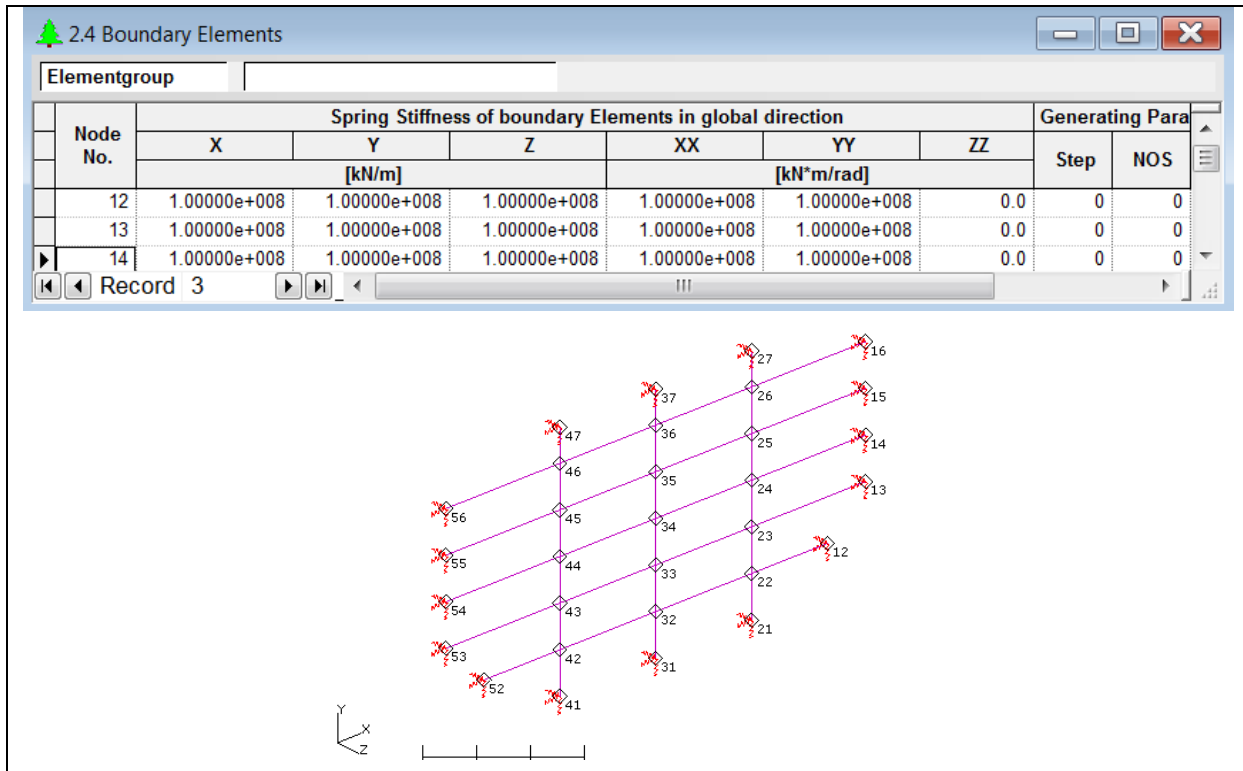 2.4 Boundary Elements
Elementgroup
Node No. Spring Stiffness of boundary Elements in global direction Generating Para
X Y Z XX YY ZZ Step NOS
[kN/m] [kN*m/rad]
12 1.00000e+008 1.00000e+008 1.00000e+008 1.00000e+008 1.00000e+008 0.0 0 0
13 1.00000e+008 1.00000e+008 1.00000e+008 1.00000e+008 1.00000e+008 0.0 0 0
14 1.00000e+008 1.00000e+008 1.00000e+008 1.00000e+008 1.00000e+008 0.0 0 0
Record 3
27 16
37 26 15
47 36 25 14
46 35 24 13
56 45 34 23 12
55 44 33 22
54 43 32 21
53 42 31
52 41
Y
X
Z